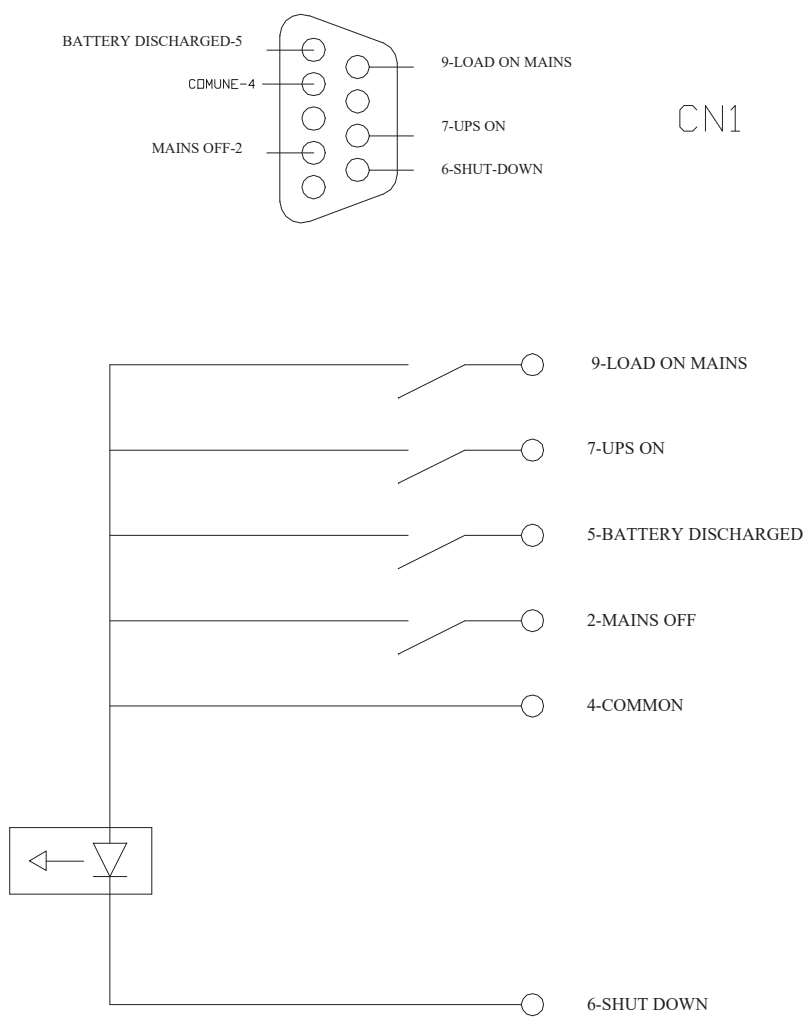 BATTERY DISCHARGED-5
9-LOAD ON MAINS
COMUNE-4
CN1
7-UPS ON
MAINS OFF-2
6-SHUT-DOWN
9-LOAD ON MAINS
7-UPS ON
5-BATTERY DISCHARGED
2-MAINS OFF
4-COMMON
6-SHUT DOWN